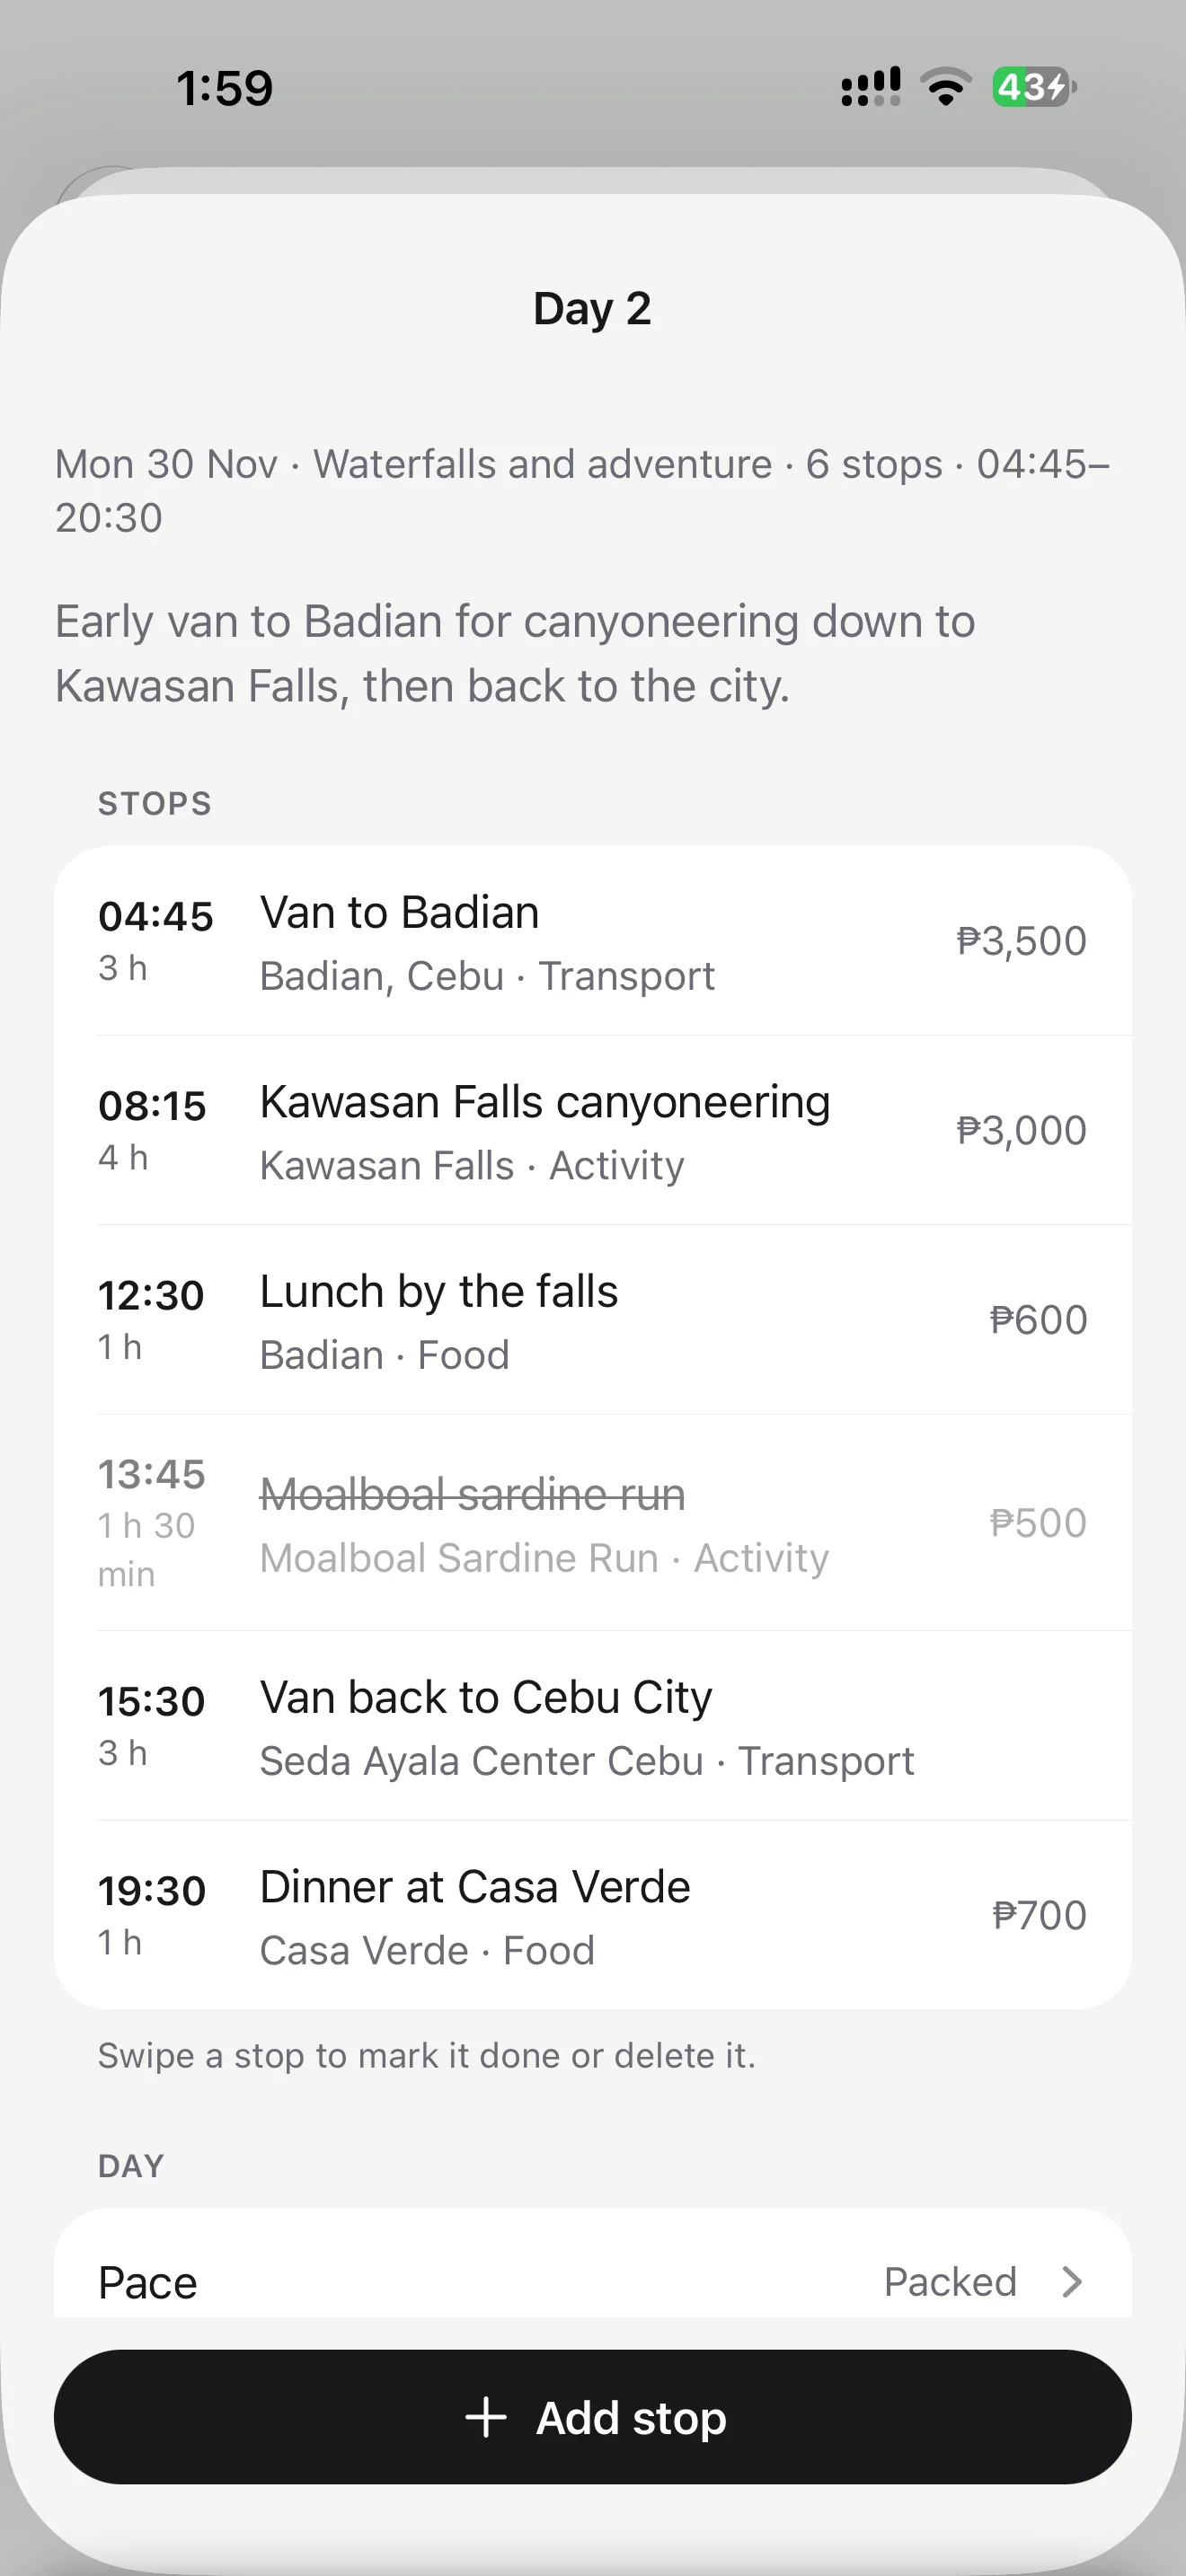 1:59
43
Day 2
Mon 30 Nov · Waterfalls and adventure · 6 stops · 04:45–
20:30
Early van to Badian for canyoneering down to
Kawasan Falls, then back to the city.
STOPS
04:45 Van to Badian ₱3,500
3 h Badian, Cebu · Transport
08:15 Kawasan Falls canyoneering ₱3,000
4 h Kawasan Falls · Activity
12:30 Lunch by the falls ₱600
1 h Badian · Food
13:45 Moalboal sardine run ₱500
1 h 30 Moalboal Sardine Run · Activity
min
15:30 Van back to Cebu City
3 h Seda Ayala Center Cebu · Transport
19:30 Dinner at Casa Verde ₱700
1 h Casa Verde · Food
Swipe a stop to mark it done or delete it.
DAY
Pace Packed
Add stop